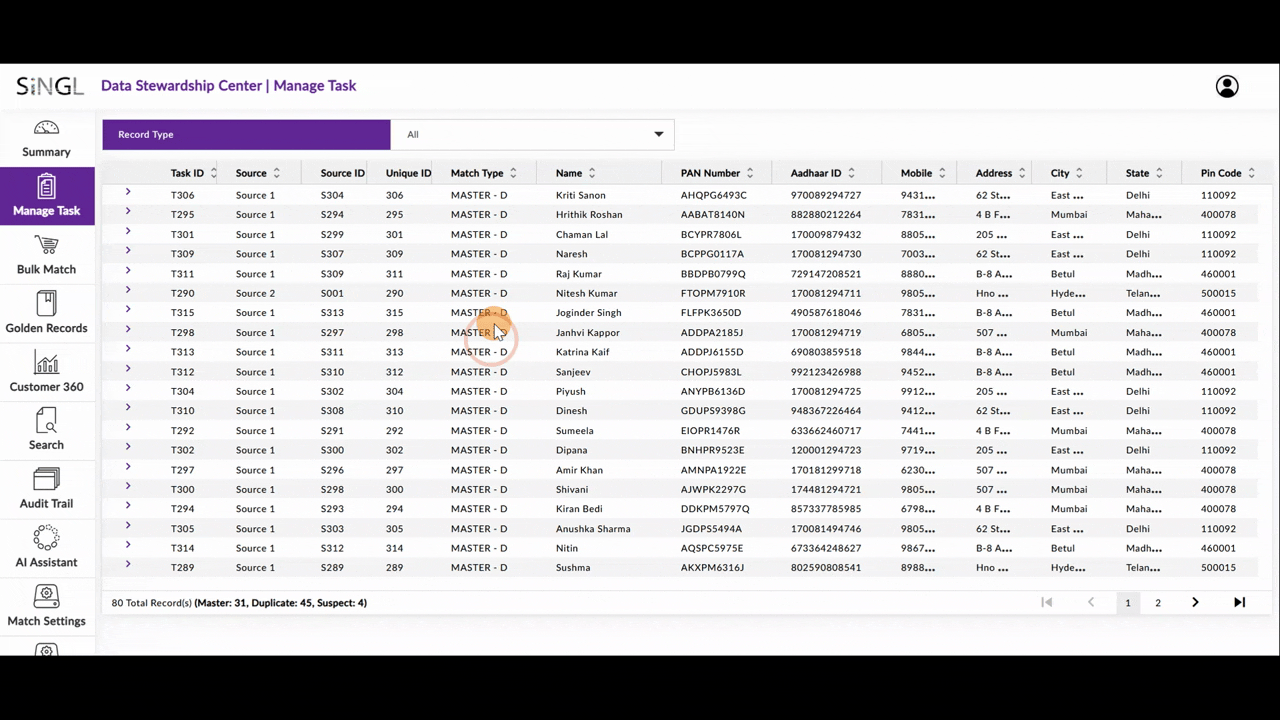 SiNGL Data Stewardship Center | Manage Task
Summary
Manage Task
Bulk Match
Golden Records
Customer 360
Search
Audit Trail
AI Assistant
Match Settings
Record Type All
Task ID Source Source ID Unique ID Match Type Name PAN Number Aadhaar ID Mobile Address City State Pin Code
T306 Source 1 S304 306 MASTER - D Kriti Sanon AHQPG6493C 970089294727 9431... 62 St... East ... Delhi 110092
T295 Source 1 S294 295 MASTER - D Hrithik Roshan AABAT8140N 882880212264 7831... 4 B F... Mumbai Maha... 400078
T301 Source 1 S299 301 MASTER - D Chaman Lal BCYPR7806L 170009879432 8805... 205 ... East ... Delhi 110092
T309 Source 1 S307 309 MASTER - D Naresh BCPPG0117A 170081294730 7003... 62 St... East ... Delhi 110092
T311 Source 1 S309 311 MASTER - D Raj Kumar BBDPB0799Q 729147208521 8880... B-8 A... Betul Madh... 460001
T290 Source 2 S001 290 MASTER - D Nitesh Kumar FTOPM7910R 170081294711 9805... Hno ... Hyde... Telan... 500015
T315 Source 1 S313 315 MASTER - D Joginder Singh FLFPK3650D 490587618046 7831... B-8 A... Betul Madh... 460001
T298 Source 1 S297 298 MASTER - D Janhvi Kappor ADDPA2185J 170081294719 6805... 507 ... Mumbai Maha... 400078
T313 Source 1 S311 313 MASTER - D Katrina Kaif ADDPJ6155D 690803859518 9844... B-8 A... Betul Madh... 460001
T312 Source 1 S310 312 MASTER - D Sanjeev CHOPJ5983L 992123426988 9452... B-8 A... Betul Madh... 460001
T304 Source 1 S302 304 MASTER - D Piyush ANYPB6136D 170081294725 9912... 205 ... East ... Delhi 110092
T310 Source 1 S308 310 MASTER - D Dinesh GDUPS9398G 948367226464 9412... 62 St... East ... Delhi 110092
T292 Source 1 S291 292 MASTER - D Sumeela EIOPR1476R 633662460717 7441... 4 B F... Mumbai Maha... 400078
T302 Source 1 S300 302 MASTER - D Dipana BNHPR9523E 120001294723 9719... 205 ... East ... Delhi 110092
T297 Source 1 S296 297 MASTER - D Amir Khan AMNPA1922E 170181299718 6230... 507 ... Mumbai Maha... 400078
T300 Source 1 S298 300 MASTER - D Shivani AJWPK2297G 174481294721 9805... 507 ... Mumbai Maha... 400078
T294 Source 1 S293 294 MASTER - D Kiran Bedi DDKPM5797Q 857337785985 6798... 4 B F... Mumbai Maha... 400078
T305 Source 1 S303 305 MASTER - D Anushka Sharma JGDPS5494A 170081494746 9805... 62 St... East ... Delhi 110092
T314 Source 1 S312 314 MASTER - D Nitin AQSPC5975E 673364248627 9867... B-8 A... Betul Madh... 460001
T289 Source 1 S289 289 MASTER - D Sushma AKXPM6316J 802590808541 8988... Hno ... Hyde... Telan... 500015
80 Total Record(s) (Master: 31, Duplicate: 45, Suspect: 4) 1 2